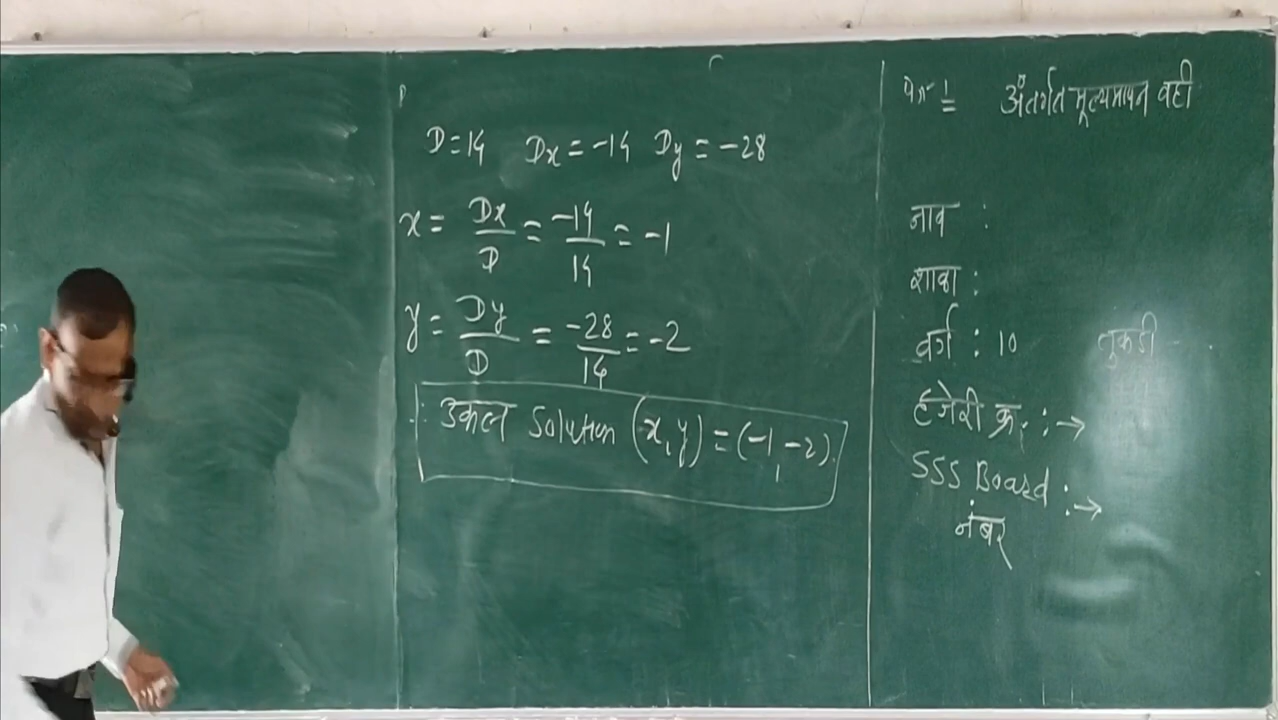 D=14 Dx = -14 Dy = -28
x = Dx/D = -14/14 = -1
y = Dy/D = -28/14 = -2
∴ उकल Solution (x, y) = (-1, -2).
पेज 1 अंतर्गत मूल्यमापन वही
नाव :
शाळा :
वर्ग : 10 तुकडी
हजेरी क्र. : →
SSS Board : →
नंबर